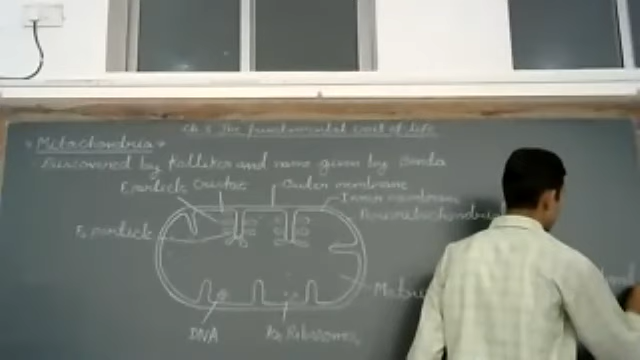 Ch 5 The fundamental unit of life
* Mitochondria *
Discovered by Kolliker and name given by Benda
F1 particle Cristae Outer membrane
Inner membrane
Perimitochondrial
F0 particle
DNA 70s Ribosomes